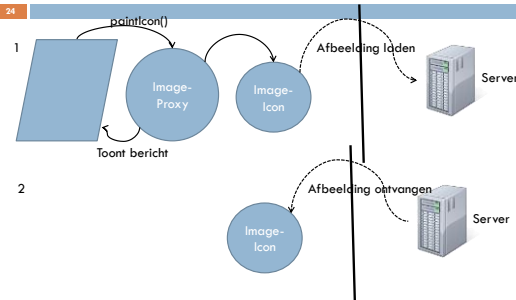 24
paintIcon()
1
Afbeelding laden
Image-
Proxy
Image-
Icon
Server
Toont bericht
2
Afbeelding ontvangen
Image-
Icon
Server